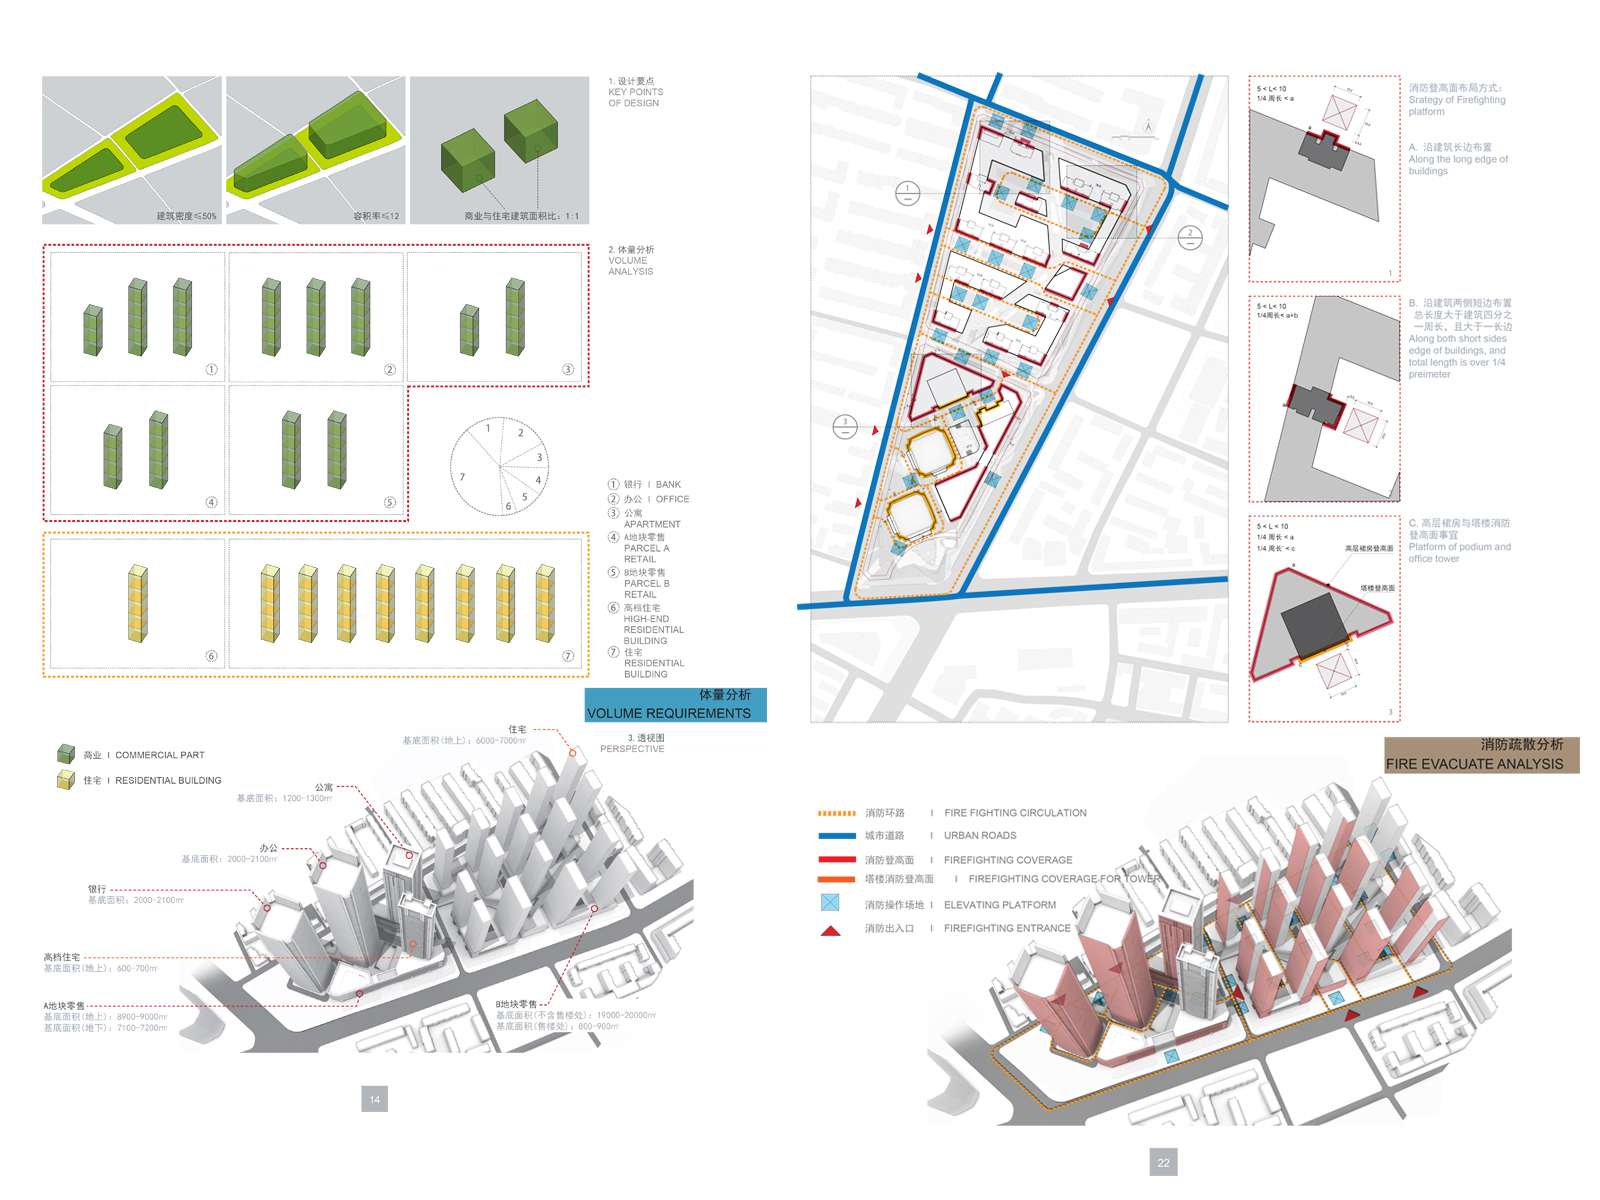 1. 设计要点
KEY POINTS
OF DESIGN
建筑密度≤50%
容积率≤12
商业与住宅建筑面积比：1:1
2. 体量分析
VOLUME
ANALYSIS
①
②
③
④
⑤
1
2
3
4
5
6
7
① 银行 I BANK
② 办公 I OFFICE
③ 公寓
APARTMENT
④ A地块零售
PARCEL A
RETAIL
⑤ B地块零售
PARCEL B
RETAIL
⑥ 高档住宅
HIGH-END
RESIDENTIAL
BUILDING
⑦ 住宅
RESIDENTIAL
BUILDING
⑥
⑦
体量分析
VOLUME REQUIREMENTS
3. 透视图
PERSPECTIVE
商业 I COMMERCIAL PART
住宅 I RESIDENTIAL BUILDING
住宅
基底面积(地上)：6000-7000㎡
公寓
基底面积：1200-1300㎡
办公
基底面积：2000-2100㎡
银行
基底面积：2000-2100㎡
高档住宅
基底面积(地上)：600-700㎡
A地块零售
基底面积(地上)：8900-9000㎡
基底面积(地下)：7100-7200㎡
B地块零售
基底面积(不含售楼处)：19000-20000㎡
基底面积(售楼处)：800-900㎡
14
1
2
3
5 < L < 10
1/4 周长 < a
1
消防登高面布局方式：
Srategy of Firefighting
platform
A. 沿建筑长边布置
Along the long edge of
buildings
5 < L < 10
1/4周长< a+b
B. 沿建筑两侧短边布置
总长度大于建筑四分之
一周长，且大于一长边
Along both short sides
edge of buildings, and
total length is over 1/4
preimeter
5 < L < 10
1/4 周长 < a
1/4 周长 < c
高层裙房登高面
塔楼登高面
3
C. 高层裙房与塔楼消防
登高面事宜
Platform of podium and
office tower
消防疏散分析
FIRE EVACUATE ANALYSIS
消防环路 I FIRE FIGHTING CIRCULATION
城市道路 I URBAN ROADS
消防登高面 I FIREFIGHTING COVERAGE
塔楼消防登高面 I FIREFIGHTING COVERAGE FOR TOWER
消防操作场地 I ELEVATING PLATFORM
消防出入口 I FIREFIGHTING ENTRANCE
22